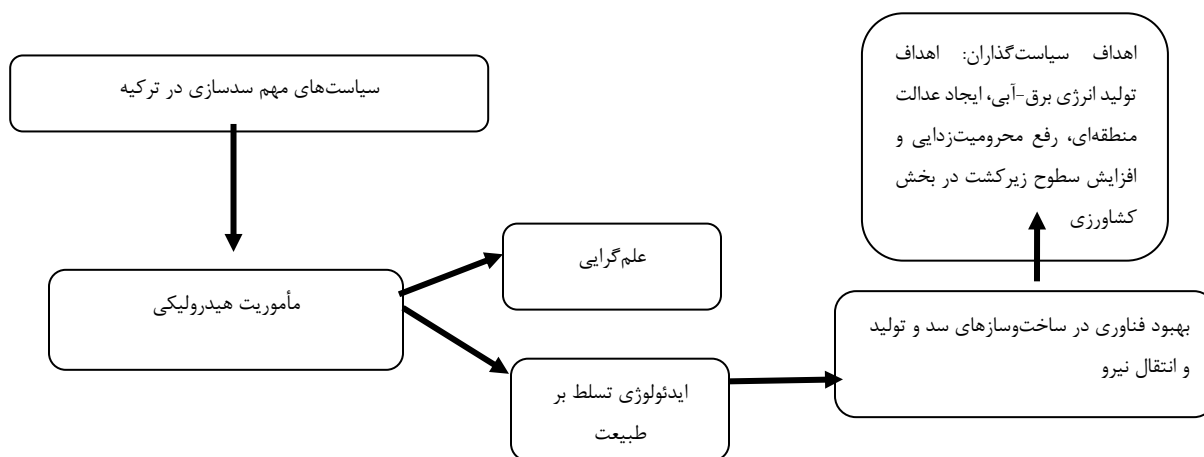 سیاست‌های مهم سدسازی در ترکیه
مأموریت هیدرولیکی
علم‌گرایی
ایدئولوژی تسلط بر
طبیعت
بهبود فناوری در ساخت‌وسازهای سد و تولید
و انتقال نیرو
اهداف سیاست‌گذاران: اهداف
تولید انرژی برق-آبی، ایجاد عدالت
منطقه‌ای، رفع محرومیت‌زدایی و
افزایش سطوح زیرکشت در بخش
کشاورزی